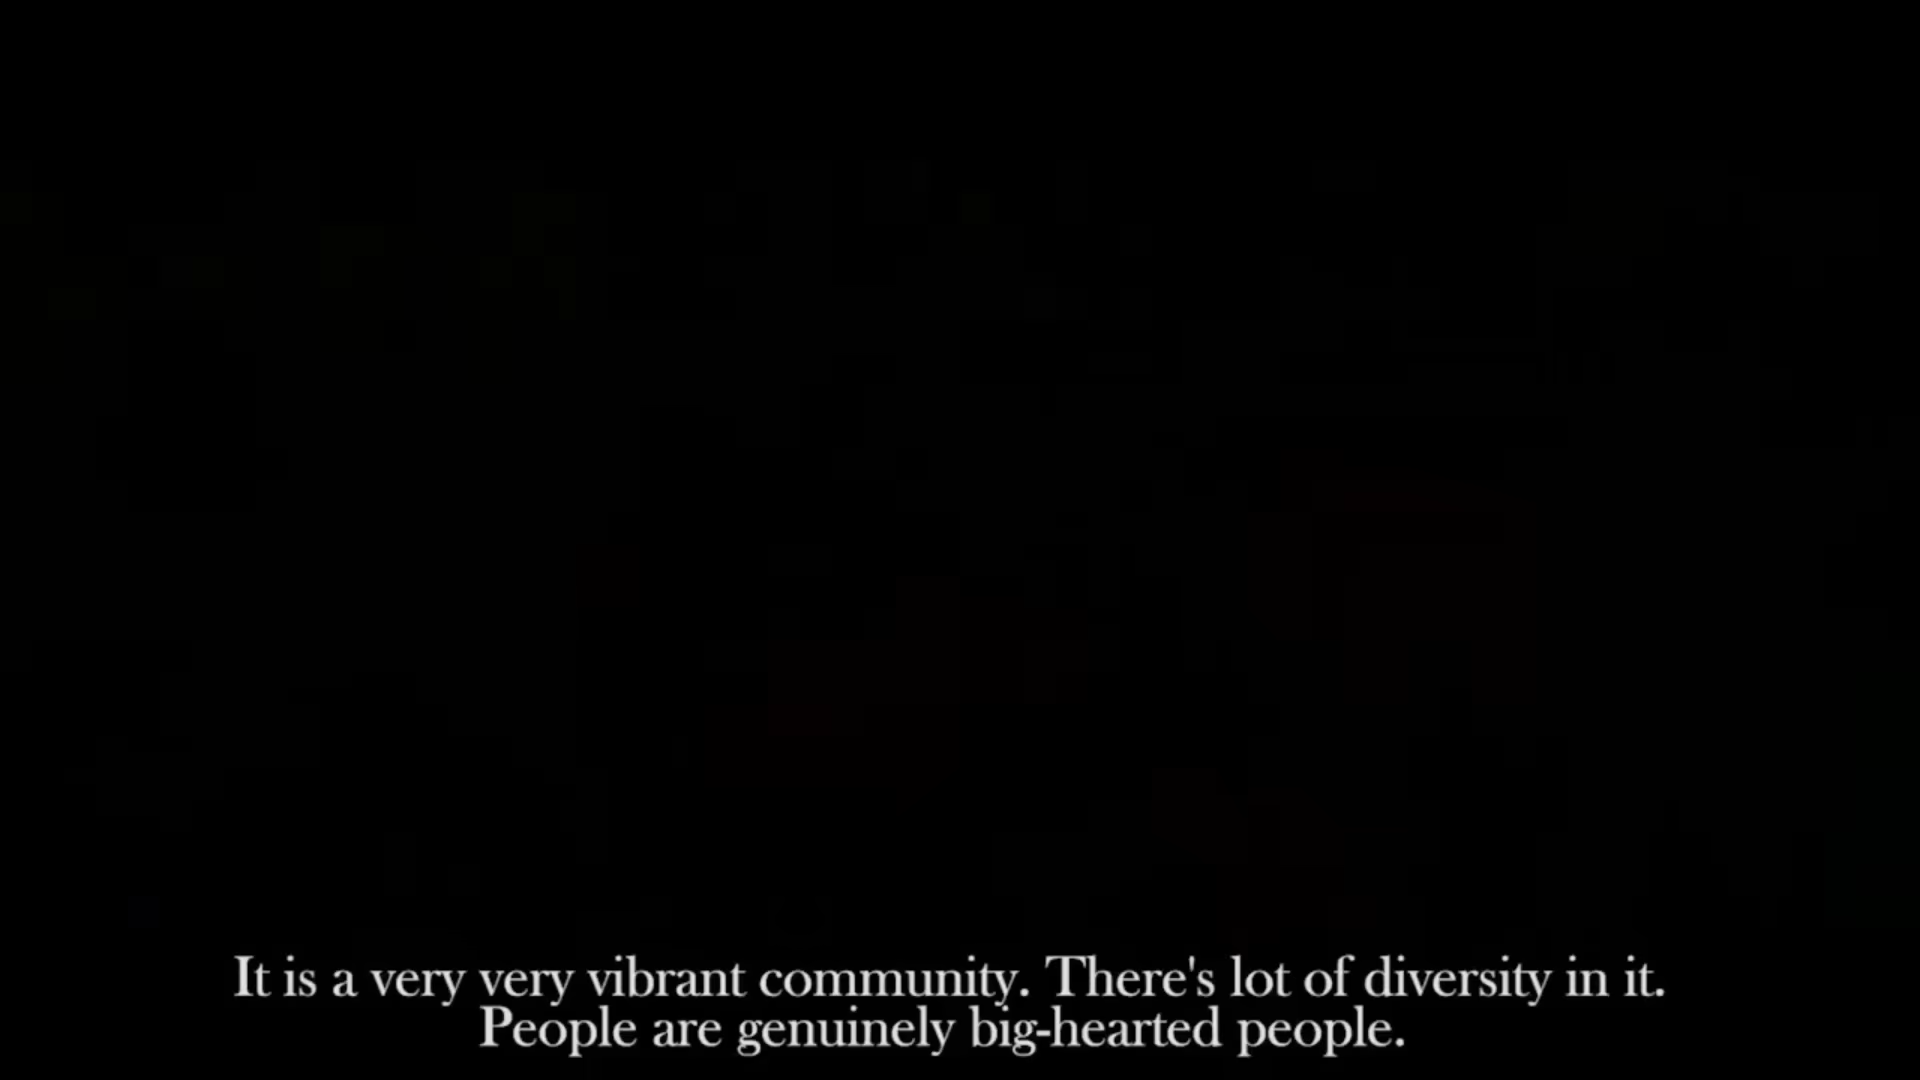 It is a very very vibrant community. There's lot of diversity in it.
People are genuinely big-hearted people.